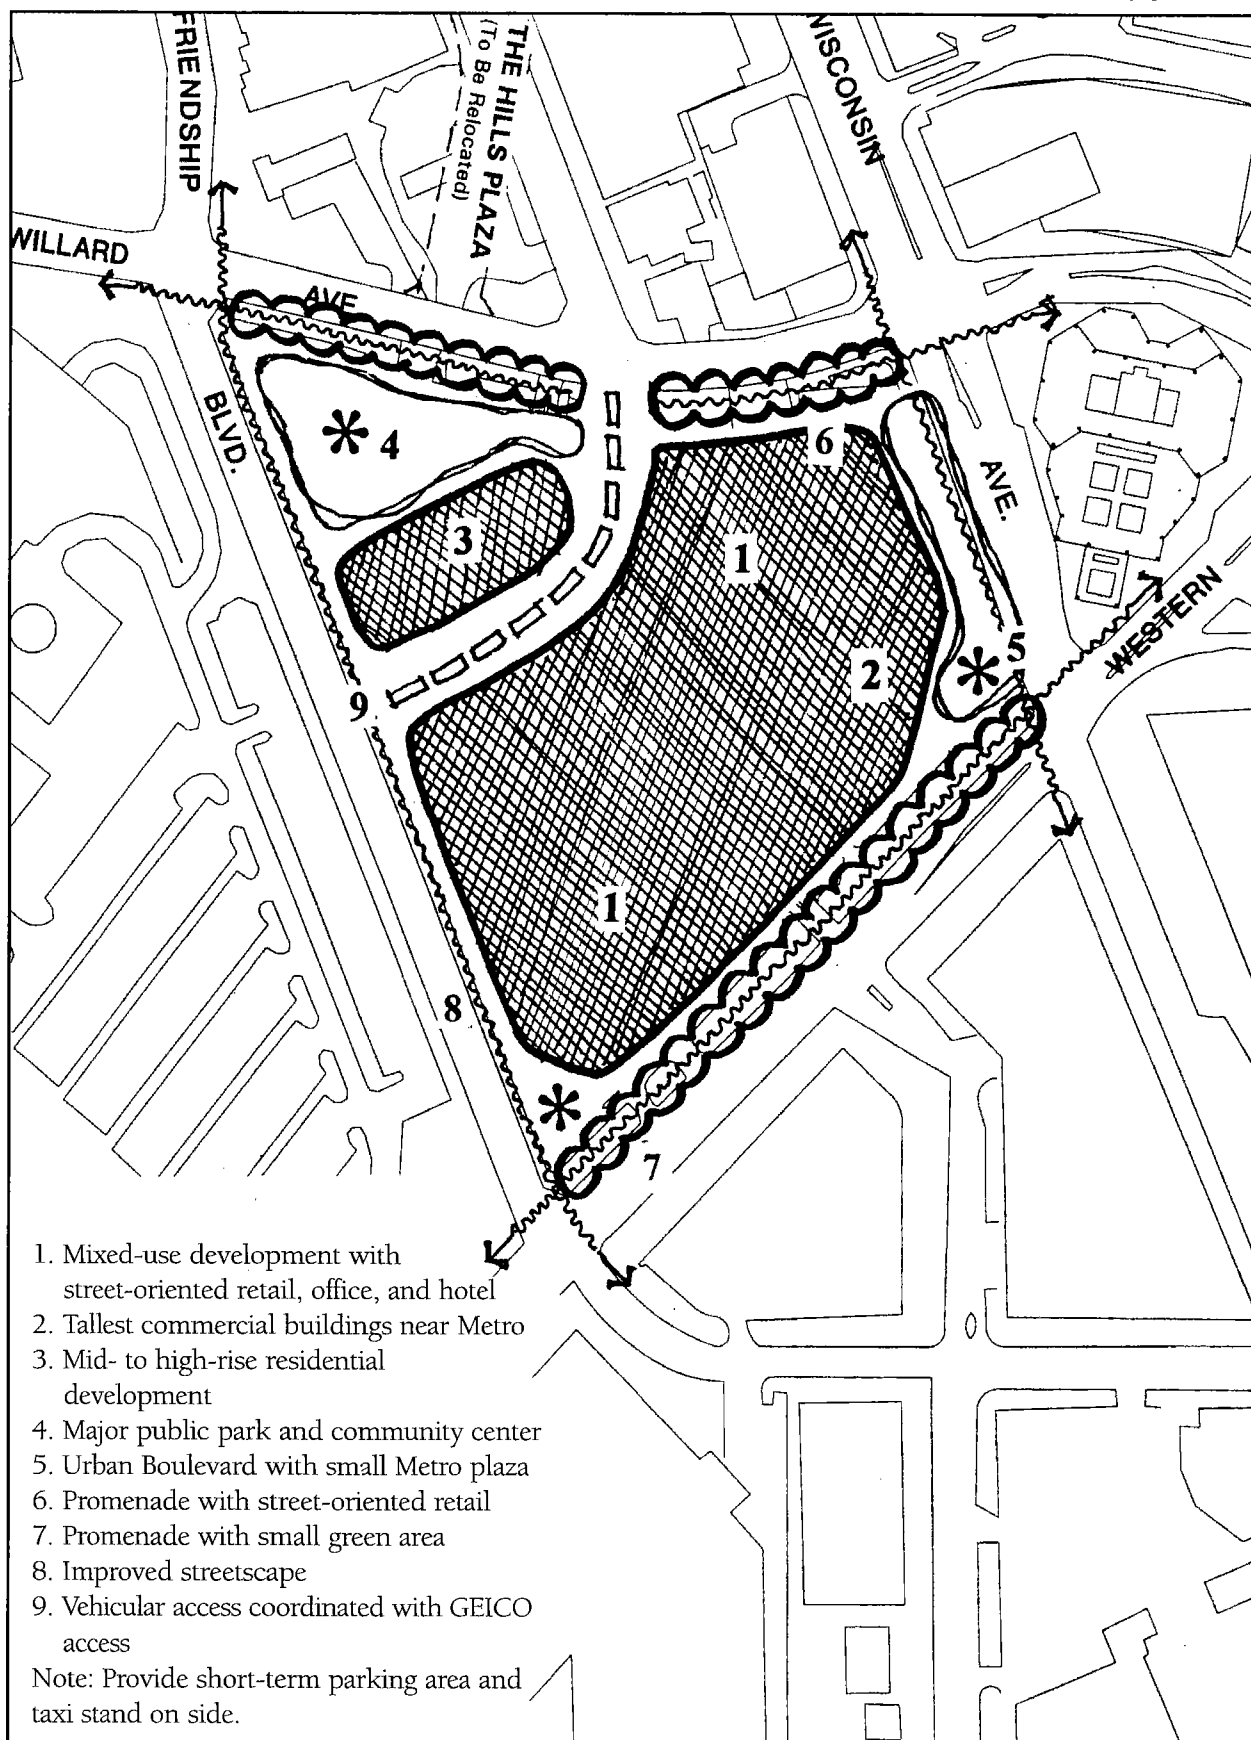 FRIENDSHIP
THE HILLS PLAZA
(To Be Relocated)
WISCONSIN
WILLARD
AVE
BLVD.
4
6
3
1
AVE.
WESTERN
5
2
9
1
8
7
1. Mixed-use development with
street-oriented retail, office, and hotel
2. Tallest commercial buildings near Metro
3. Mid- to high-rise residential
development
4. Major public park and community center
5. Urban Boulevard with small Metro plaza
6. Promenade with street-oriented retail
7. Promenade with small green area
8. Improved streetscape
9. Vehicular access coordinated with GEICO
access
Note: Provide short-term parking area and
taxi stand on side.